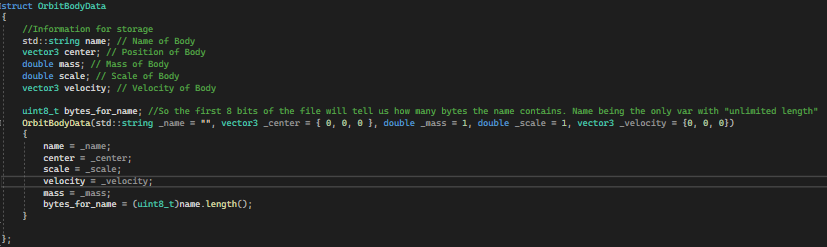 struct OrbitBodyData
{
//Information for storage
std::string name; // Name of Body
vector3 center; // Position of Body
double mass; // Mass of Body
double scale; // Scale of Body
vector3 velocity; // Velocity of Body
uint8_t bytes_for_name; //So the first 8 bits of the file will tell us how many bytes the name contains. Name being the only var with "unlimited length"
OrbitBodyData(std::string _name = "", vector3 _center = { 0, 0, 0 }, double _mass = 1, double _scale = 1, vector3 _velocity = {0, 0, 0})
{
name = _name;
center = _center;
scale = _scale;
velocity = _velocity;
mass = _mass;
bytes_for_name = (uint8_t)name.length();
}
};